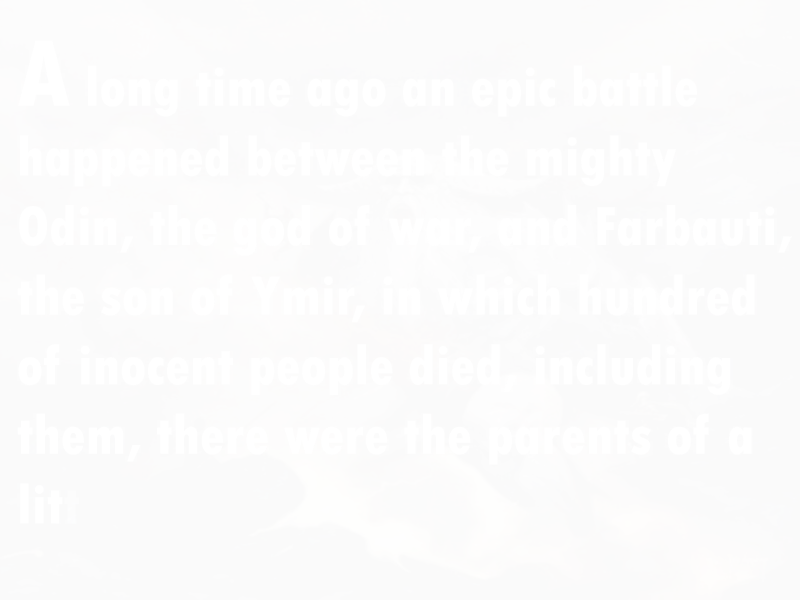 A long time ago an epic battle
happened between the mighty
Odin, the god of war, and Farbauti,
the son of Ymir, in which hundred
of inocent people died, including
them, there were the parents of a
lit